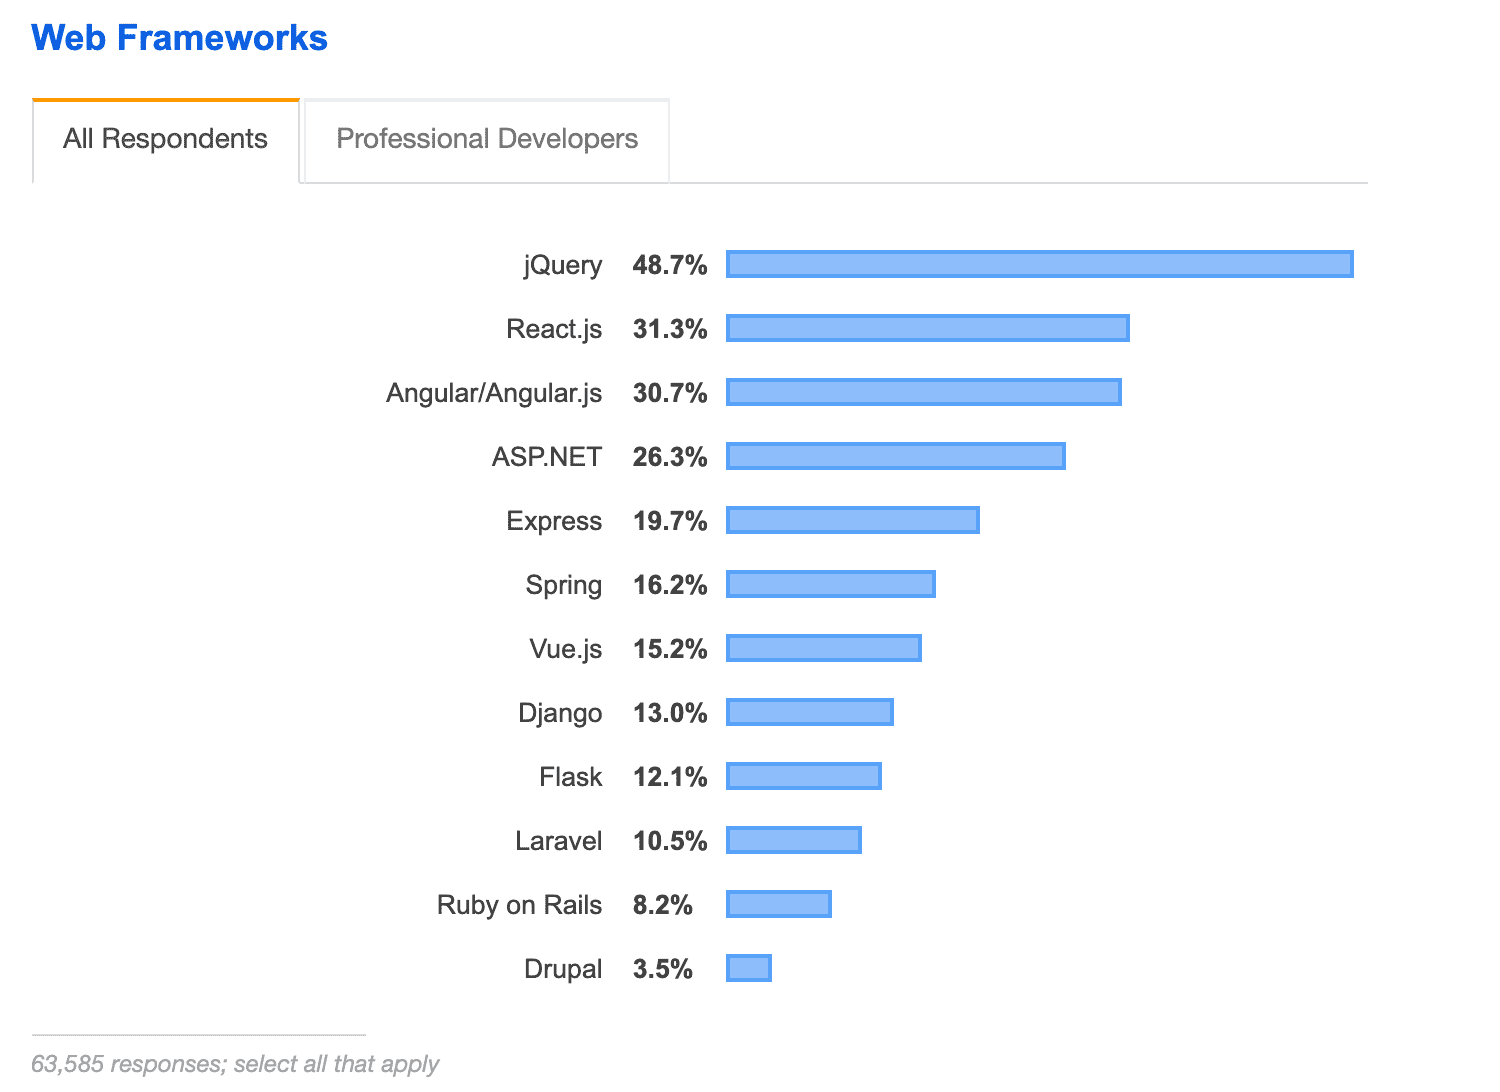 Web Frameworks
All Respondents Professional Developers
jQuery 48.7%
React.js 31.3%
Angular/Angular.js 30.7%
ASP.NET 26.3%
Express 19.7%
Spring 16.2%
Vue.js 15.2%
Django 13.0%
Flask 12.1%
Laravel 10.5%
Ruby on Rails 8.2%
Drupal 3.5%
63,585 responses; select all that apply